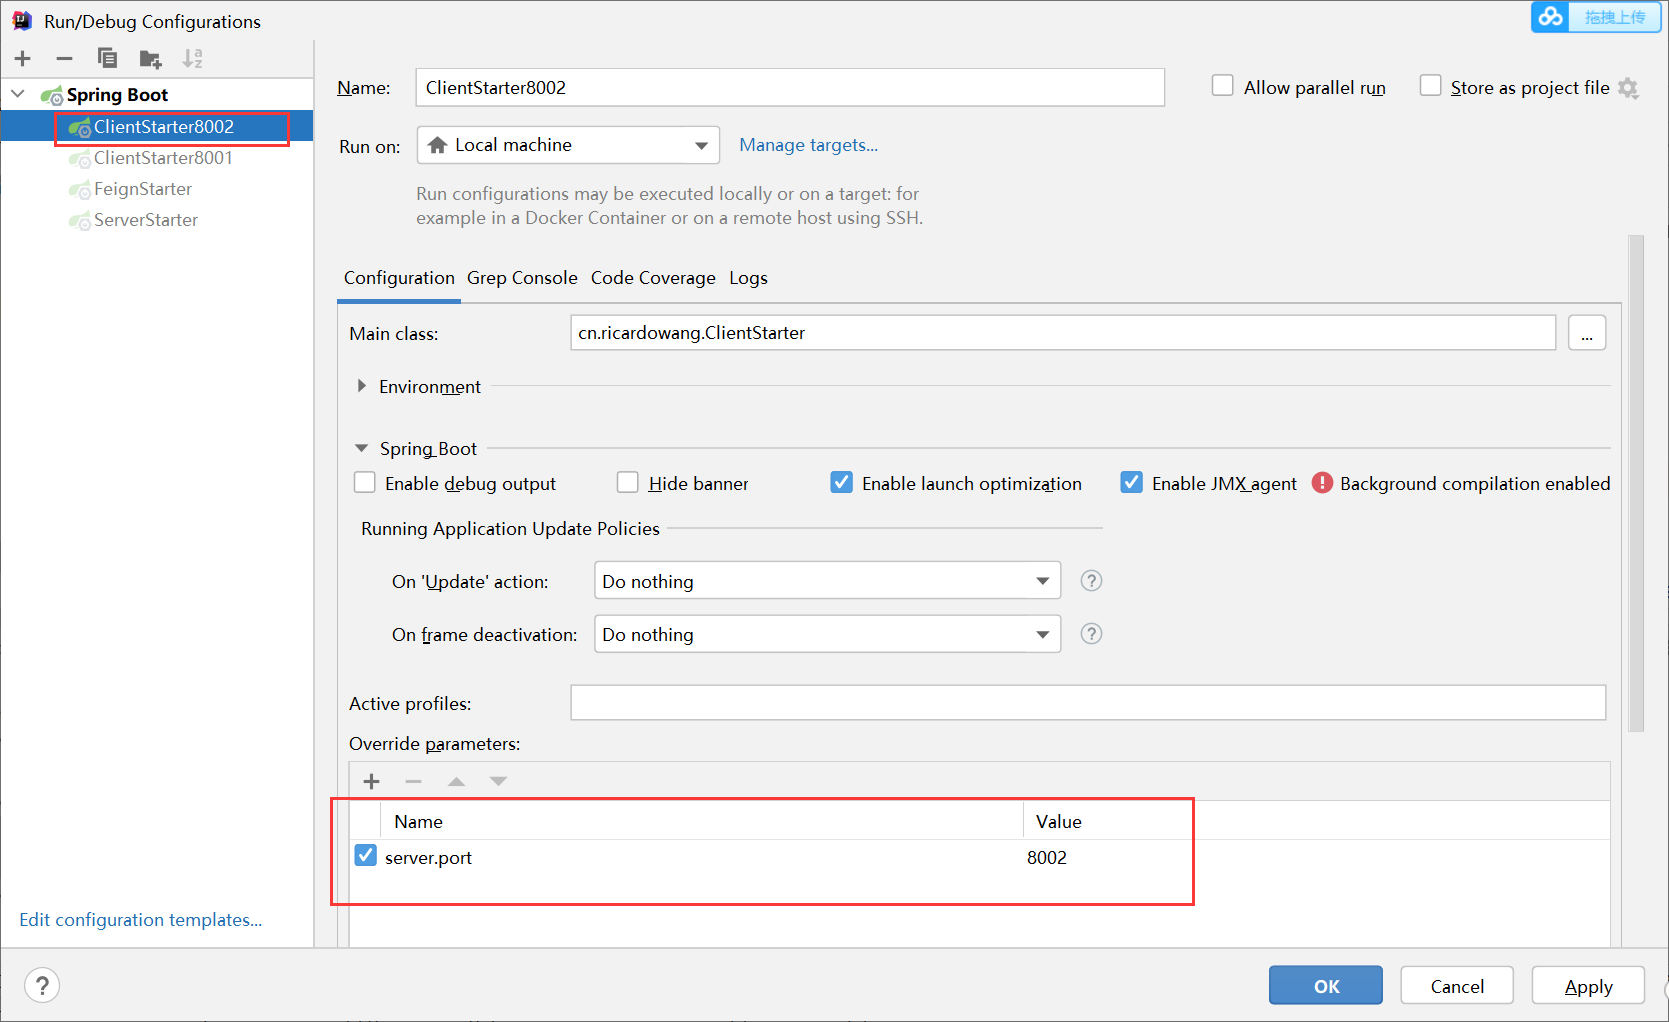 Run/Debug Configurations
拖拽上传
Spring Boot
ClientStarter8002
ClientStarter8001
FeignStarter
ServerStarter
Edit configuration templates...
Name: ClientStarter8002 Allow parallel run Store as project file
Run on: Local machine Manage targets...
Run configurations may be executed locally or on a target: for
example in a Docker Container or on a remote host using SSH.
Configuration Grep Console Code Coverage Logs
Main class: cn.ricardowang.ClientStarter ...
Environment
Spring Boot
Enable debug output Hide banner Enable launch optimization Enable JMX agent Background compilation enabled
Running Application Update Policies
On 'Update' action: Do nothing ?
On frame deactivation: Do nothing ?
Active profiles:
Override parameters:
Name Value
server.port 8002
? OK Cancel Apply